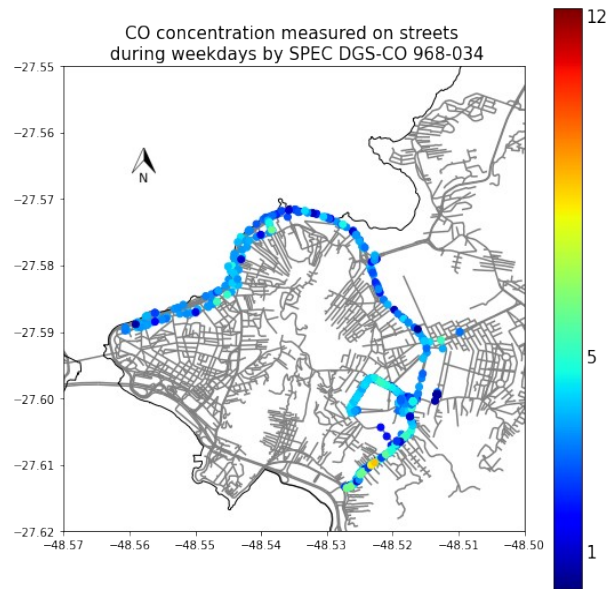 CO concentration measured on streets
during weekdays by SPEC DGS-CO 968-034
12
−27.55
−27.56
N
−27.57
−27.58
−27.59
5
−27.60
−27.61
1
−27.62
−48.57 −48.56 −48.55 −48.54 −48.53 −48.52 −48.51 −48.50